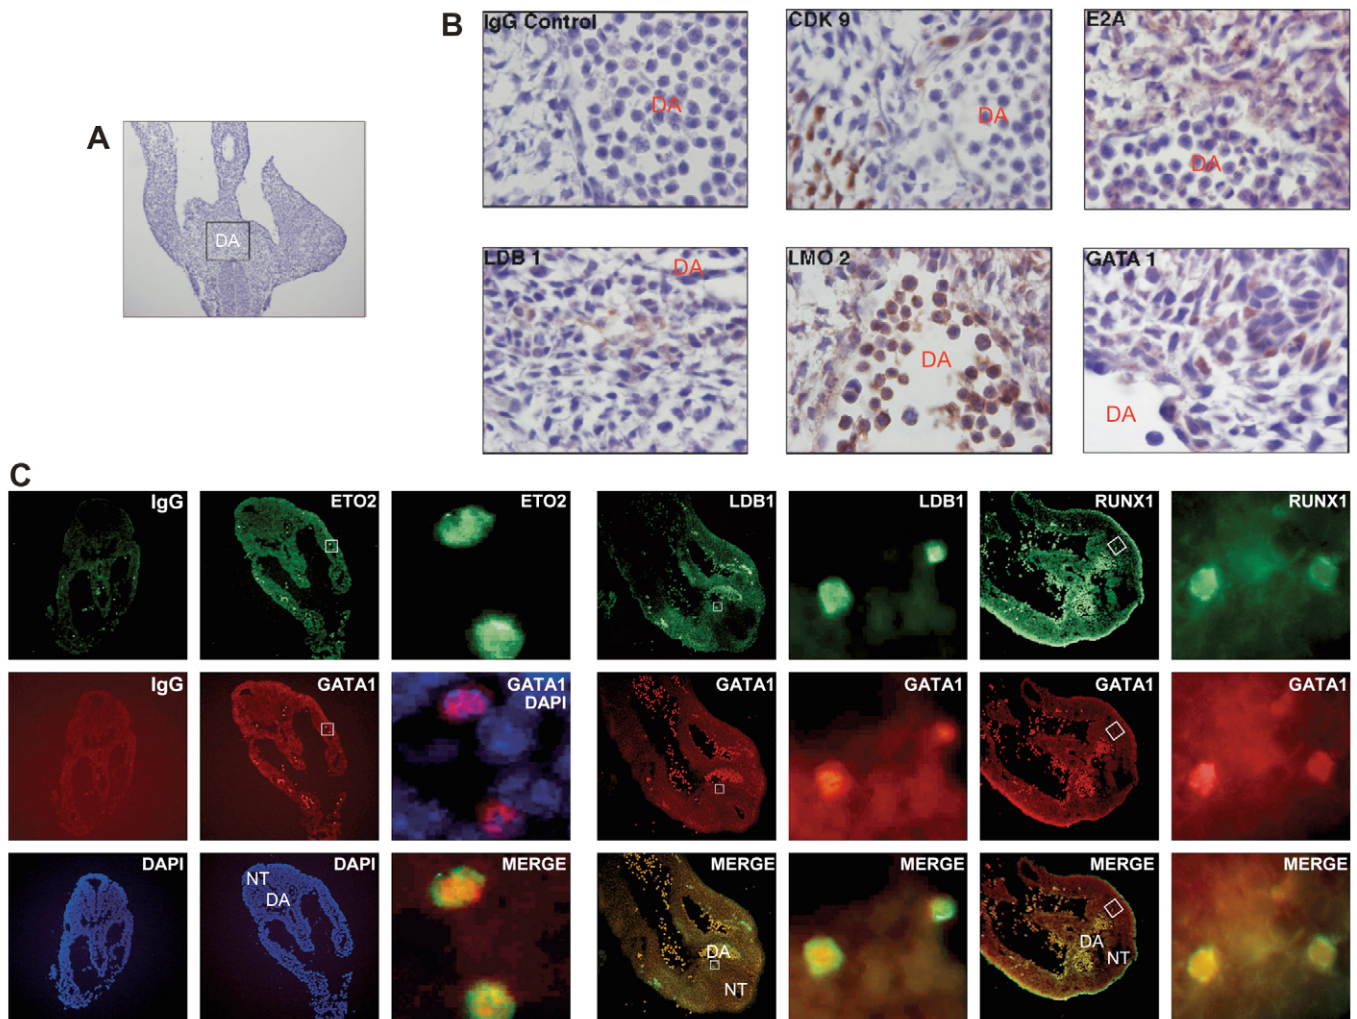 A
DA
B
IgG Control
DA
CDK 9
DA
E2A
DA
LDB 1
DA
LMO 2
DA
GATA 1
DA
C
IgG
ETO2
ETO2
LDB1
LDB1
RUNX1
RUNX1
IgG
GATA1
GATA1
DAPI
GATA1
GATA1
GATA1
GATA1
DAPI
DAPI
NT
DA
MERGE
MERGE
DA
NT
MERGE
MERGE
DA
NT
MERGE